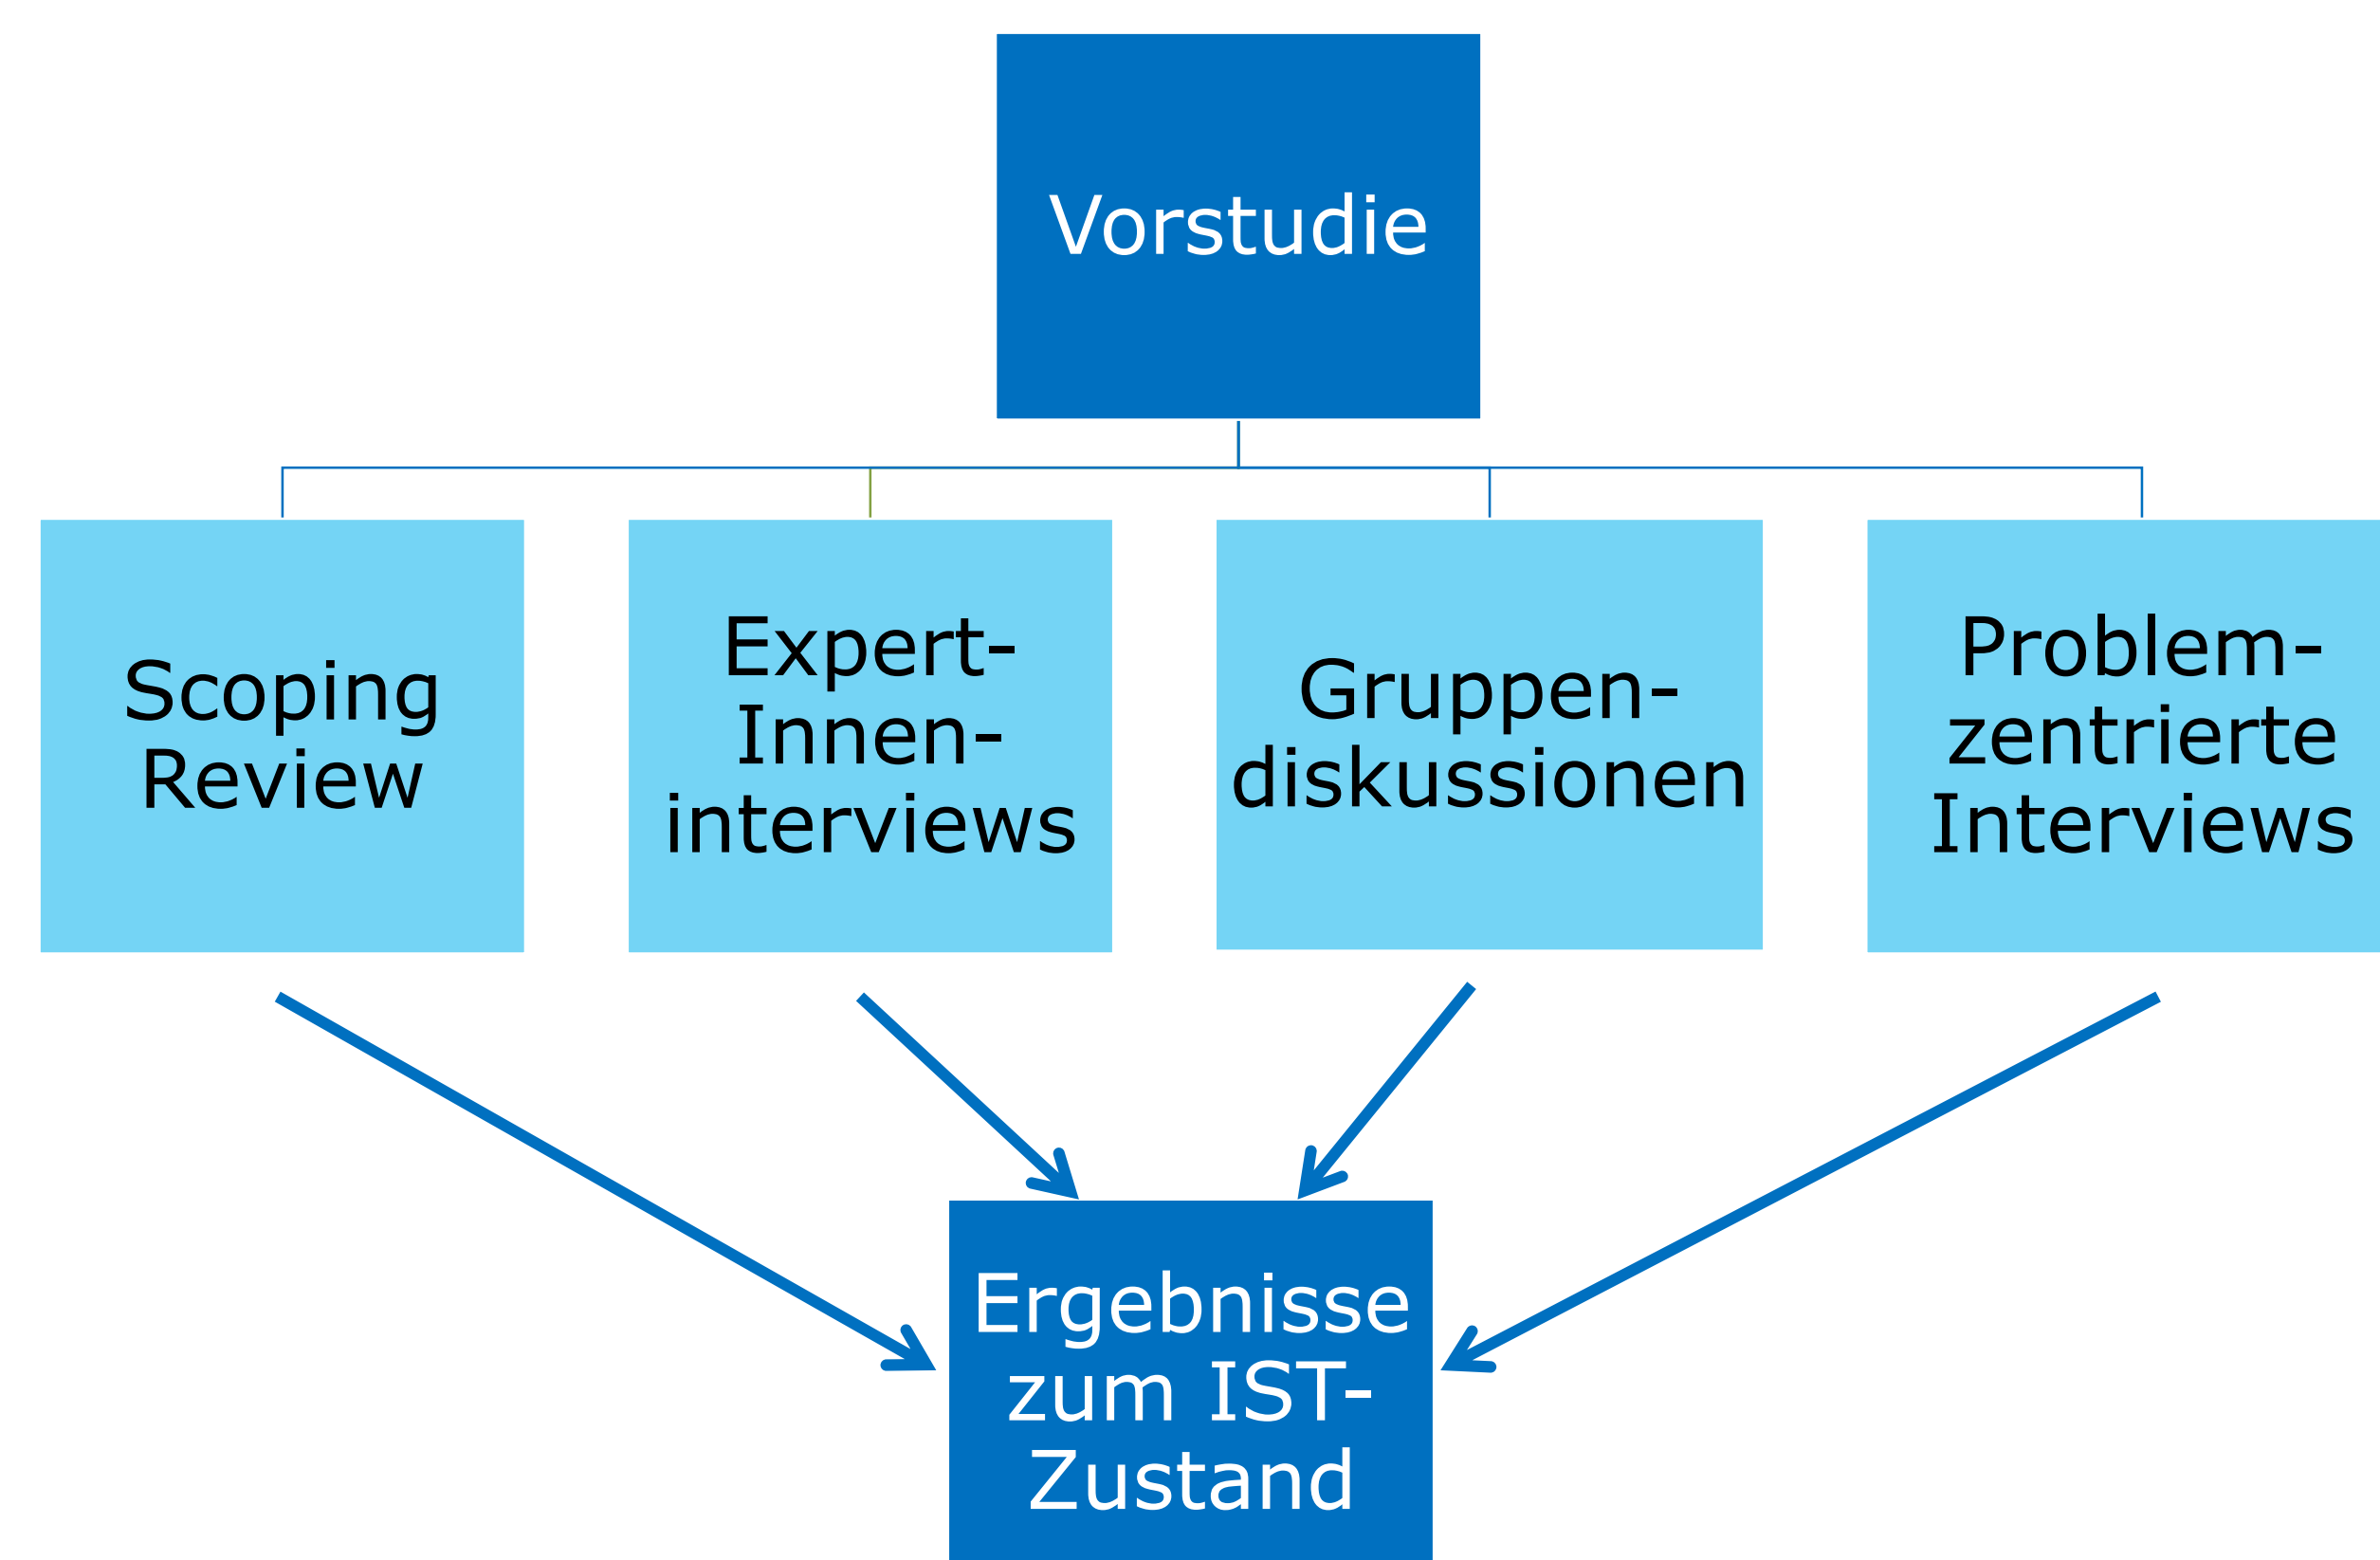 Vorstudie
Scoping
Review
Expert-
Innen-
interviews
Gruppen-
diskussionen
Problem-
zentrierte
Interviews
Ergebnisse
zum IST-
Zustand